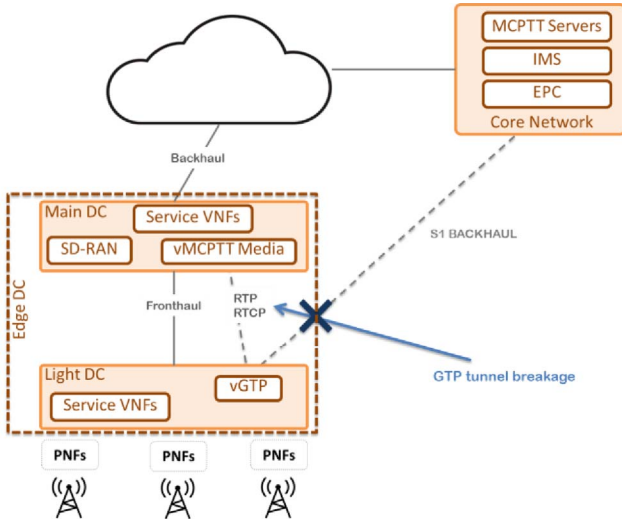 MCPTT Servers
IMS
EPC
Core Network
Backhaul
Main DC
Service VNFs
SD-RAN
vMCPTT Media
S1 BACKHAUL
Edge DC
Fronthaul
RTP
RTCP
GTP tunnel breakage
Light DC
vGTP
Service VNFs
PNFs
PNFs
PNFs